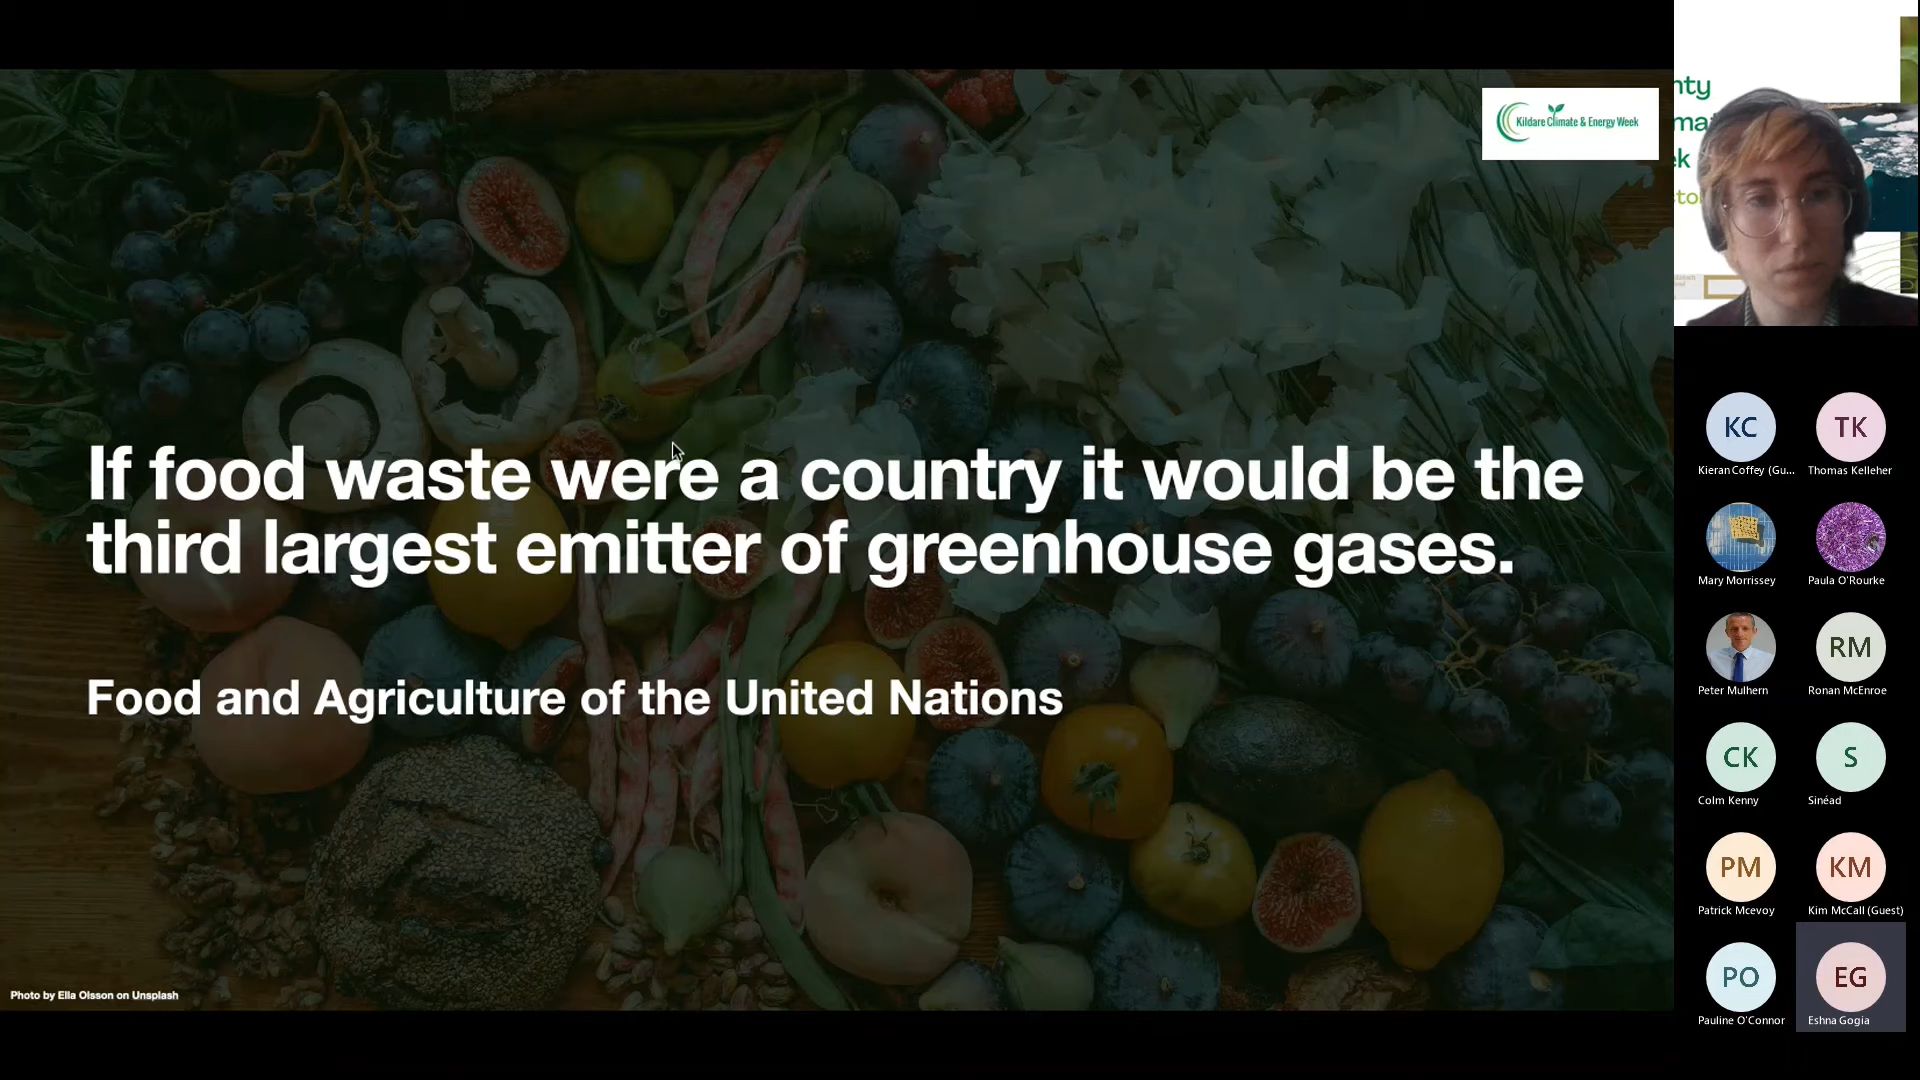 Kildare Climate & Energy Week
If food waste were a country it would be the
third largest emitter of greenhouse gases.
Food and Agriculture of the United Nations
Photo by Ella Olsson on Unsplash
nty
ma
ek
KC
TK
Kieran Coffey (Gu...
Thomas Kelleher
Mary Morrissey
Paula O'Rourke
RM
Peter Mulhern
Ronan McEnroe
CK
S
Colm Kenny
Sinéad
PM
KM
Patrick Mcevoy
Kim McCall (Guest)
PO
EG
Pauline O'Connor
Eshna Gogia